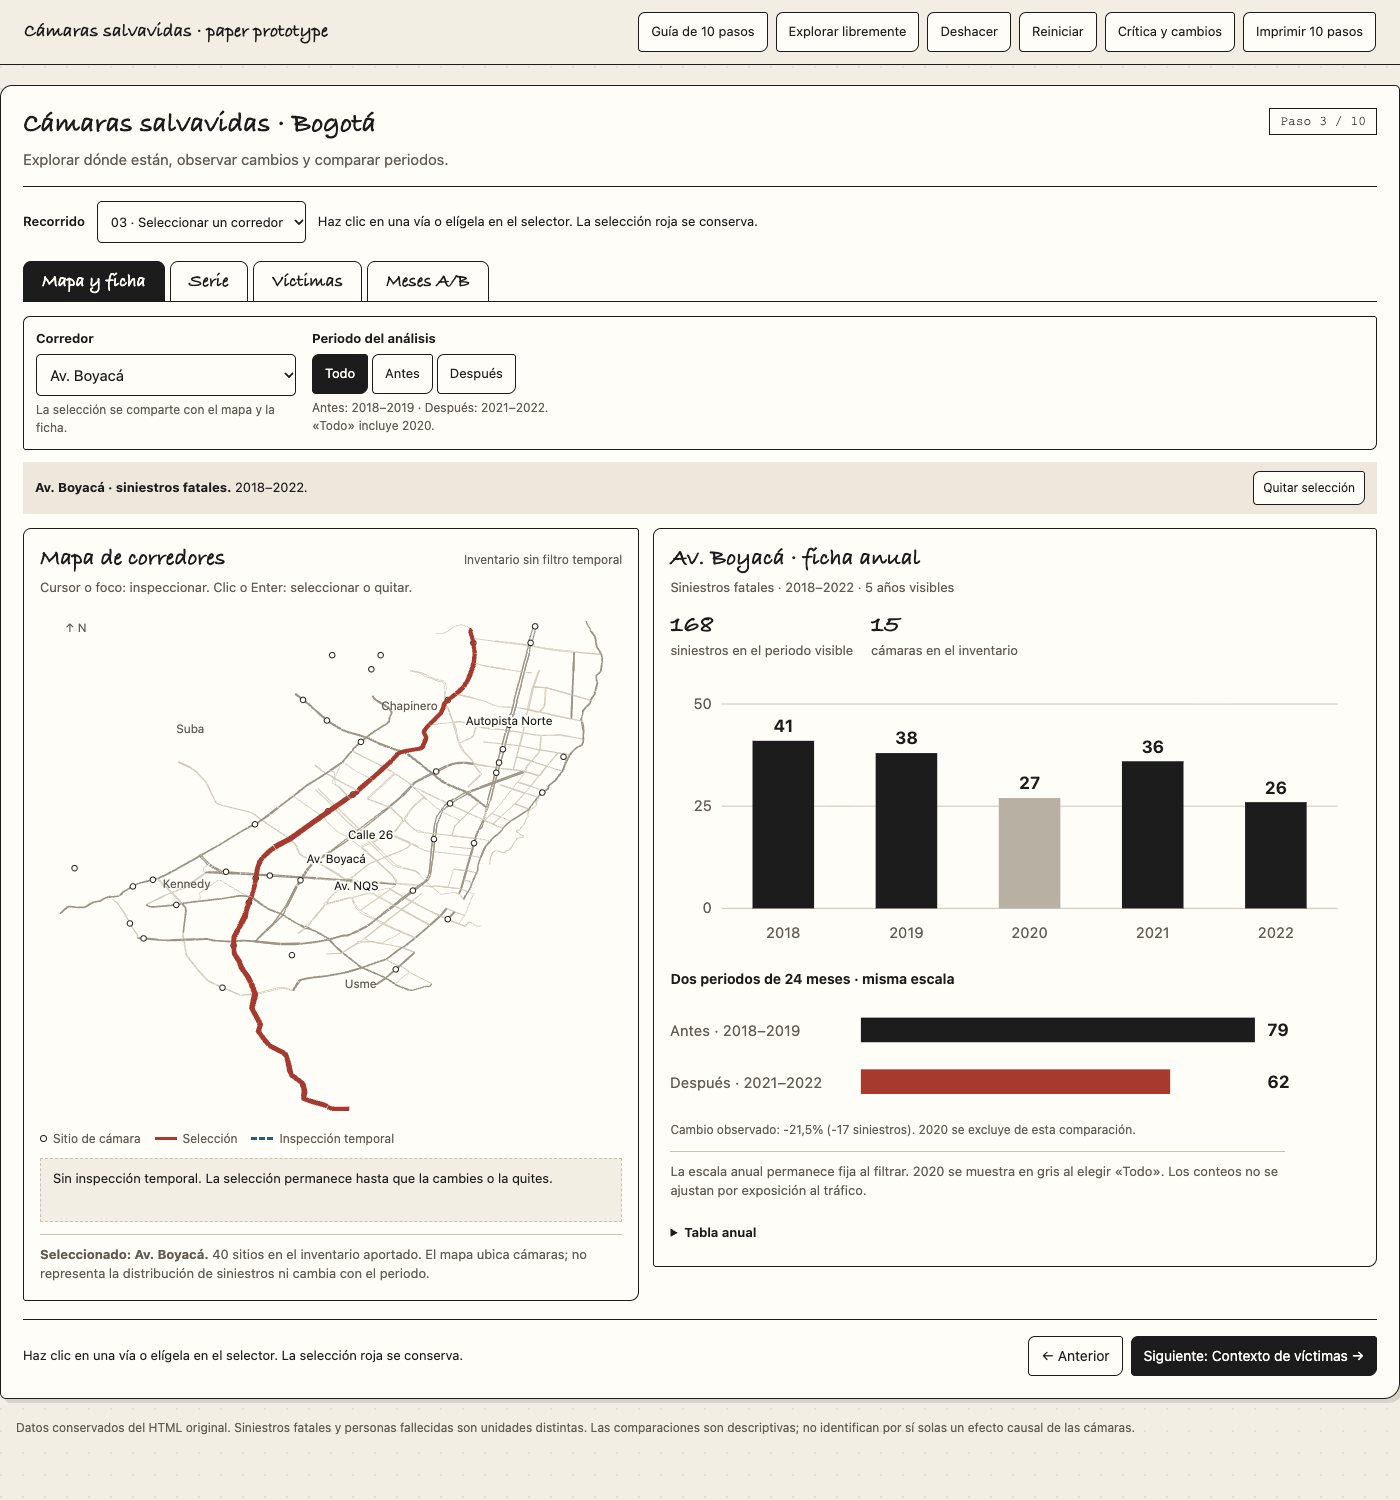 Cámaras salvavidas · paper prototype
Guía de 10 pasos
Explorar libremente
Deshacer
Reiniciar
Crítica y cambios
Imprimir 10 pasos
Cámaras salvavidas · Bogotá
Paso 3 / 10
Explorar dónde están, observar cambios y comparar periodos.
Recorrido
03 · Seleccionar un corredor
Haz clic en una vía o elígela en el selector. La selección roja se conserva.
Mapa y ficha
Serie
Víctimas
Meses A/B
Corredor
Av. Boyacá
La selección se comparte con el mapa y la
ficha.
Periodo del análisis
Todo
Antes
Después
Antes: 2018–2019 · Después: 2021–2022.
«Todo» incluye 2020.
Av. Boyacá · siniestros fatales. 2018–2022.
Quitar selección
Mapa de corredores
Inventario sin filtro temporal
Cursor o foco: inspeccionar. Clic o Enter: seleccionar o quitar.
↑ N
Chapinero
Autopista Norte
Suba
Calle 26
Av. Boyacá
Kennedy
Av. NQS
Usme
Sitio de cámara
Selección
Inspección temporal
Sin inspección temporal. La selección permanece hasta que la cambies o la quites.
Seleccionado: Av. Boyacá. 40 sitios en el inventario aportado. El mapa ubica cámaras; no
representa la distribución de siniestros ni cambia con el periodo.
Av. Boyacá · ficha anual
Siniestros fatales · 2018–2022 · 5 años visibles
168
siniestros en el periodo visible
15
cámaras en el inventario
50
25
0
41
38
27
36
26
2018
2019
2020
2021
2022
Dos periodos de 24 meses · misma escala
Antes · 2018–2019
79
Después · 2021–2022
62
Cambio observado: -21,5% (-17 siniestros). 2020 se excluye de esta comparación.
La escala anual permanece fija al filtrar. 2020 se muestra en gris al elegir «Todo». Los conteos no se
ajustan por exposición al tráfico.
▶ Tabla anual
Haz clic en una vía o elígela en el selector. La selección roja se conserva.
← Anterior
Siguiente: Contexto de víctimas →
Datos conservados del HTML original. Siniestros fatales y personas fallecidas son unidades distintas. Las comparaciones son descriptivas; no identifican por sí solas un efecto causal de las cámaras.